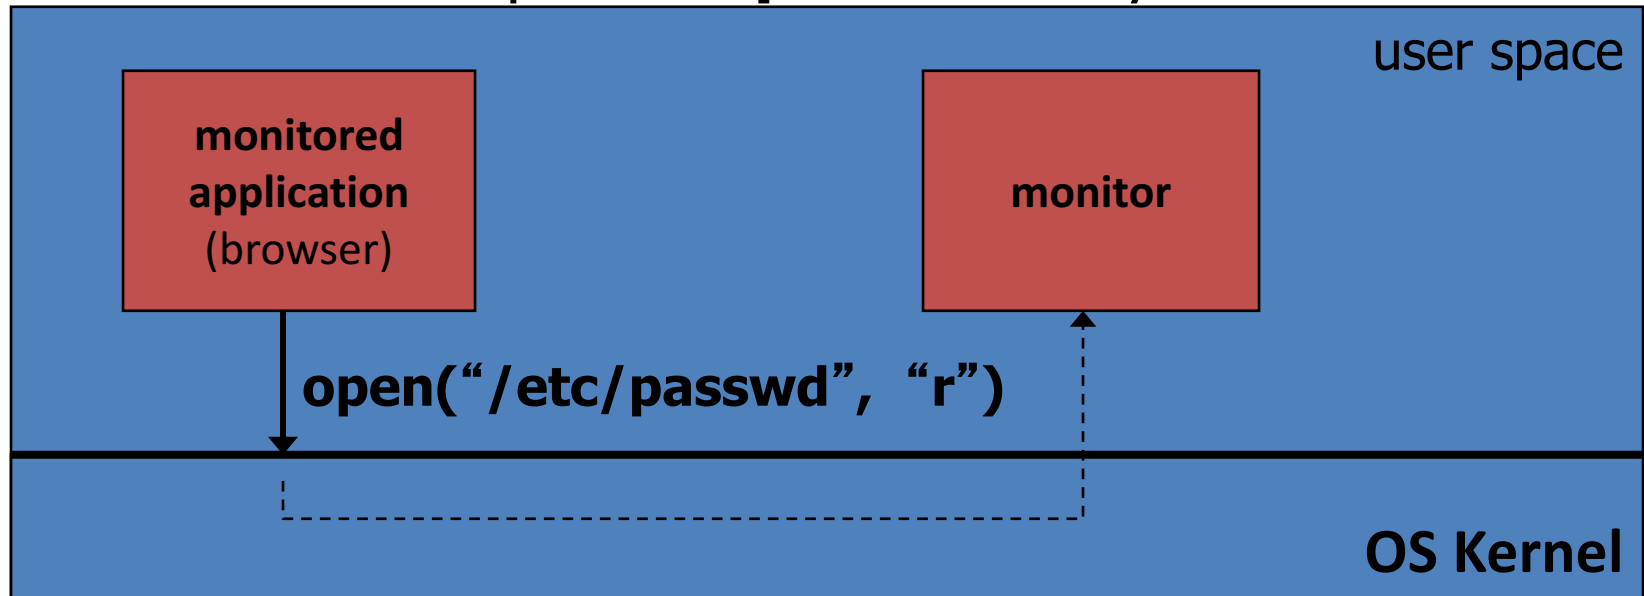 user space
monitored
application
(browser)
monitor
open(“/etc/passwd”, “r”)
OS Kernel